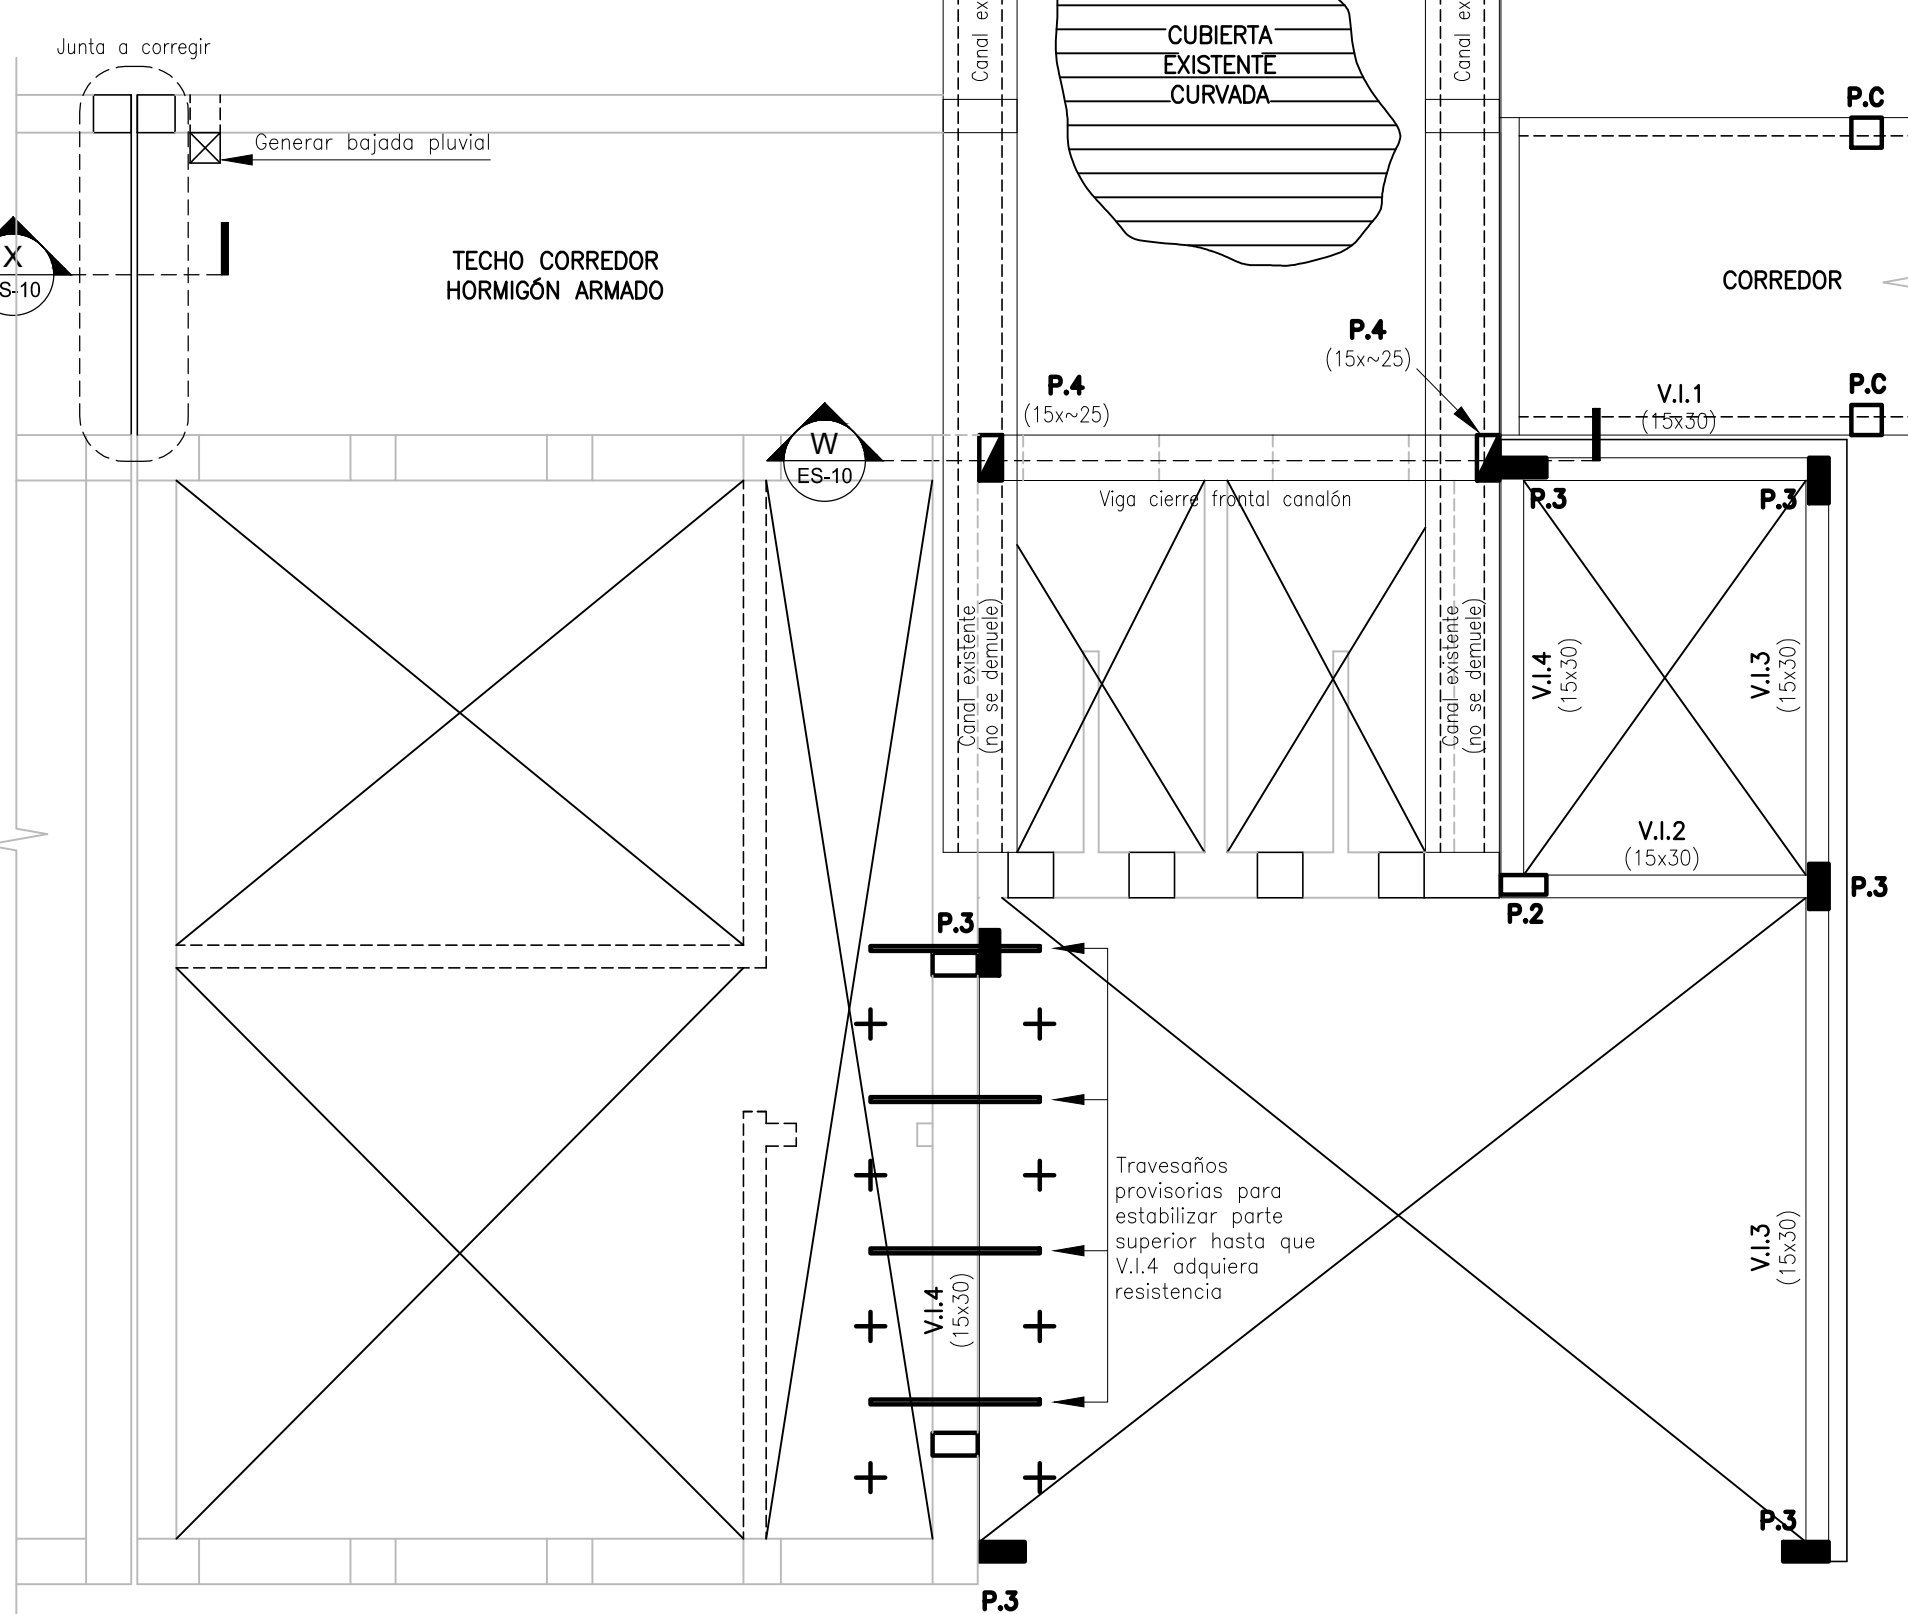 Junta a corregir
Canal ex
CUBIERTA
EXISTENTE
CURVADA
Canal ex
P.C
Generar bajada pluvial
X
S-10
TECHO CORREDOR
HORMIGÓN ARMADO
CORREDOR
P.4
(15x~25)
P.4
(15x~25)
V.I.1
(15x30)
P.C
W
ES-10
Viga cierre frontal canalón
P.3
P.3
Canal existente
(no se demuele)
Canal existente
(no se demuele)
V.I.4
(15x30)
V.I.3
(15x30)
V.I.2
(15x30)
P.3
P.2
P.3
Travesaños
provisorias para
estabilizar parte
superior hasta que
V.I.4 adquiera
resistencia
V.I.4
(15x30)
V.I.3
(15x30)
P.3
P.3